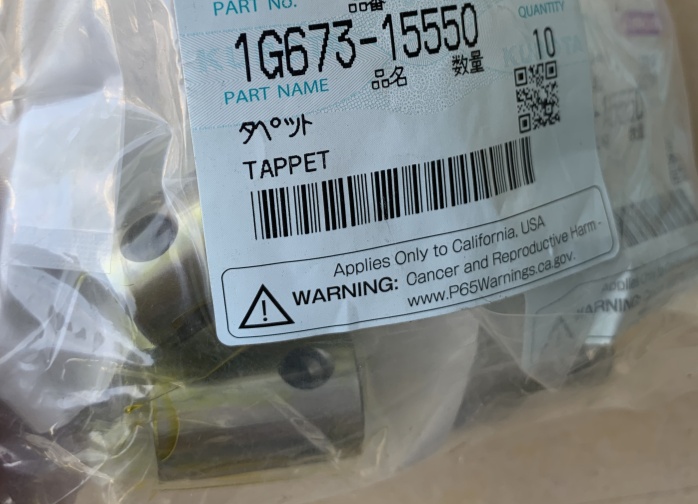 PART No. 品番
QUANTITY
1G673-15550 10
PART NAME 品名 数量
タペット
TAPPET
Applies Only to California, USA
WARNING: Cancer and Reproductive Harm -
www.P65Warnings.ca.gov.
WARNING